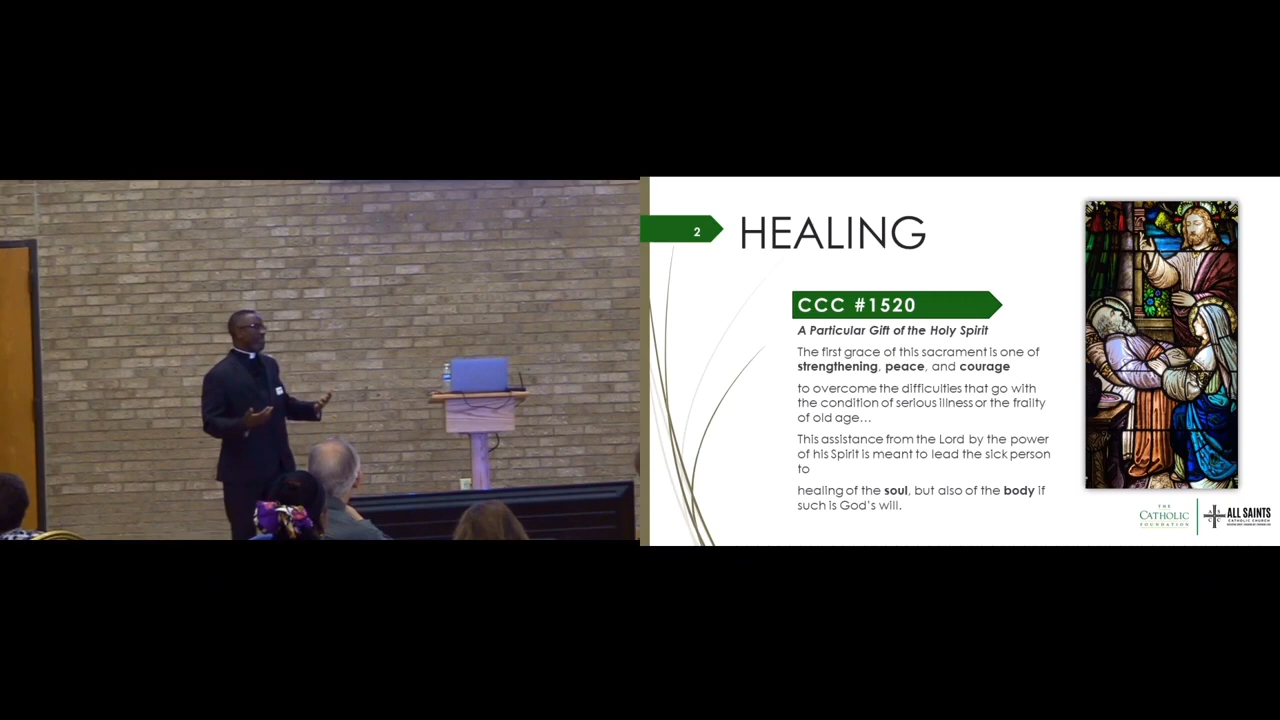 2
HEALING
CCC #1520
A Particular Gift of the Holy Spirit
The first grace of this sacrament is one of
strengthening, peace, and courage
to overcome the difficulties that go with
the condition of serious illness or the frailty
of old age…
This assistance from the Lord by the power
of his Spirit is meant to lead the sick person
to
healing of the soul, but also of the body if
such is God's will.
THE
CATHOLIC
FOUNDATION
ALL SAINTS
CATHOLIC CHURCH